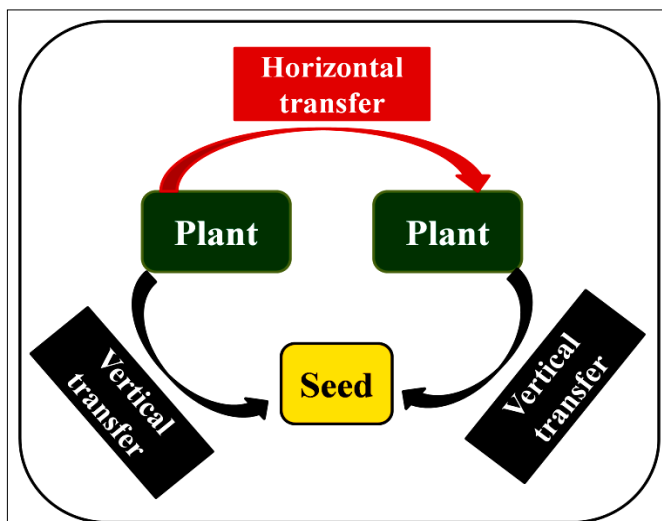 Horizontal
transfer
Plant
Plant
Seed
Vertical
transfer
Vertical
transfer